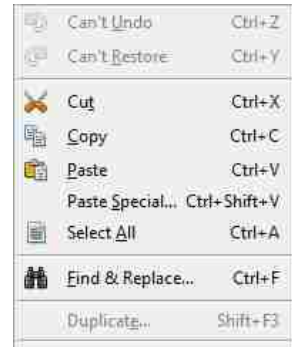 Can't Undo Ctrl+Z
Can't Restore Ctrl+Y
Cut Ctrl+X
Copy Ctrl+C
Paste Ctrl+V
Paste Special... Ctrl+Shift+V
Select All Ctrl+A
Find & Replace... Ctrl+F
Duplicate... Shift+F3